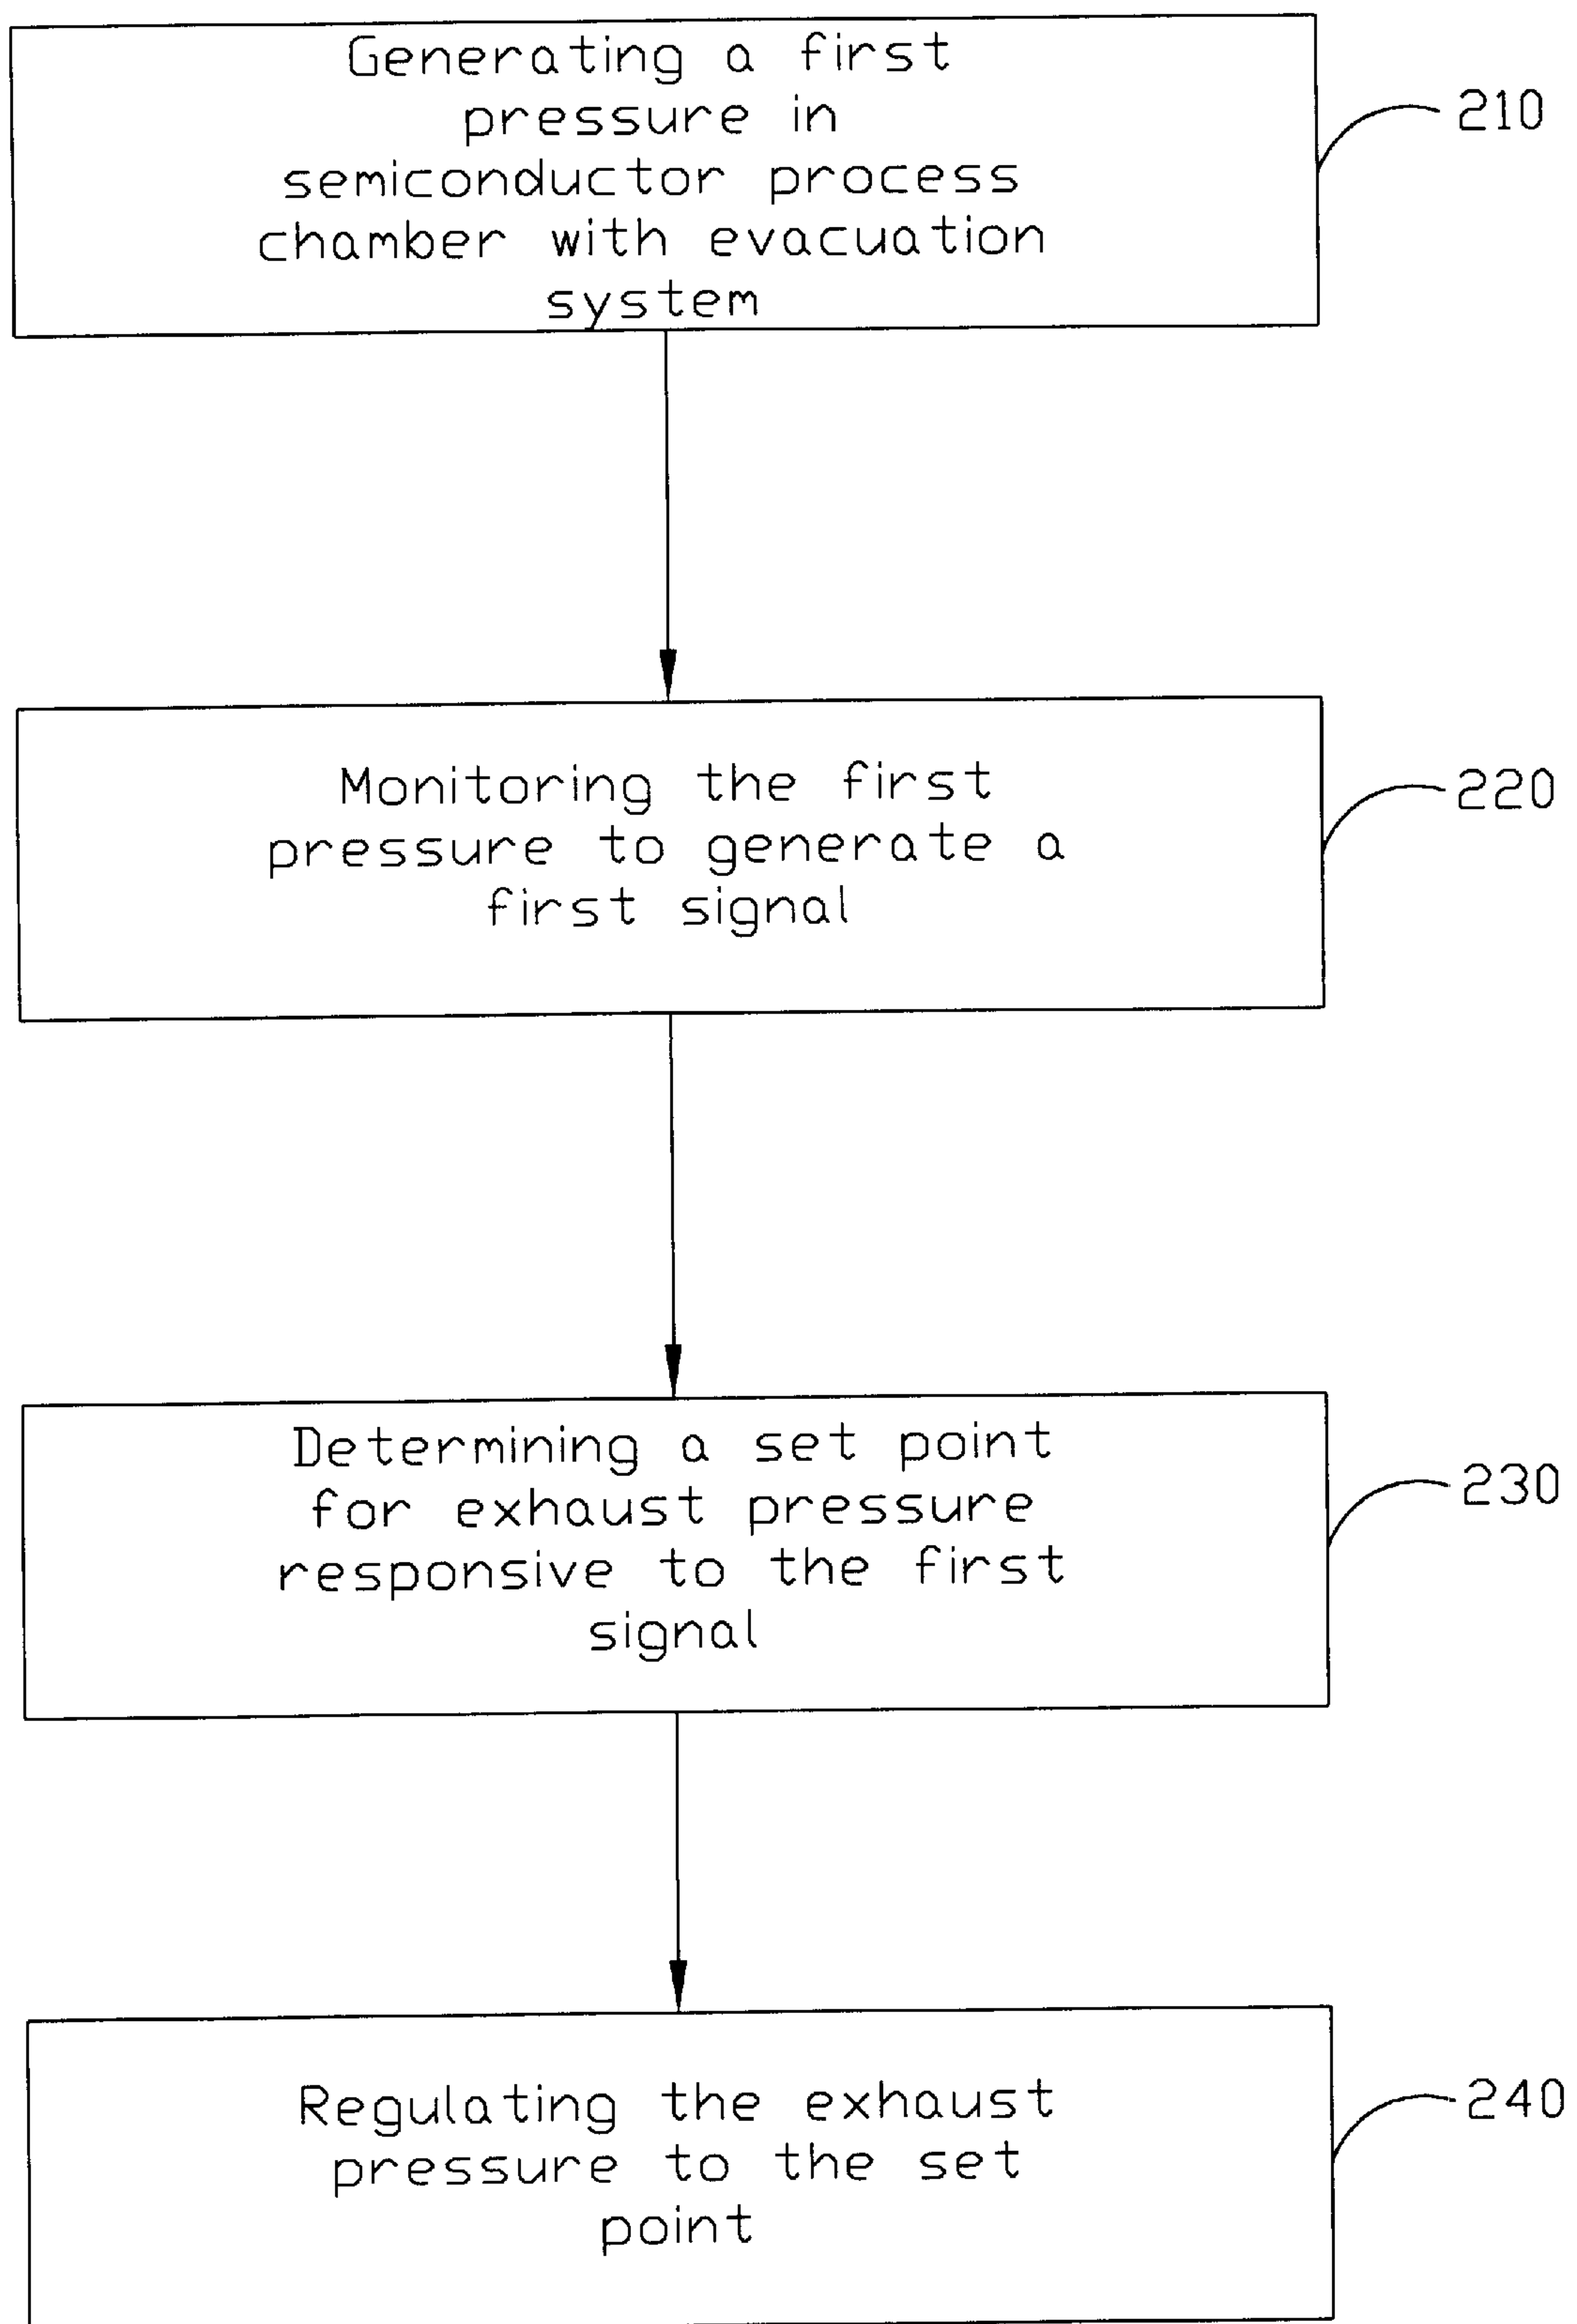 Generating a first
pressure in
semiconductor process
chamber with evacuation
system
210
Monitoring the first
pressure to generate a
first signal
220
Determining a set point
for exhaust pressure
responsive to the first
signal
230
Regulating the exhaust
pressure to the set
point
240